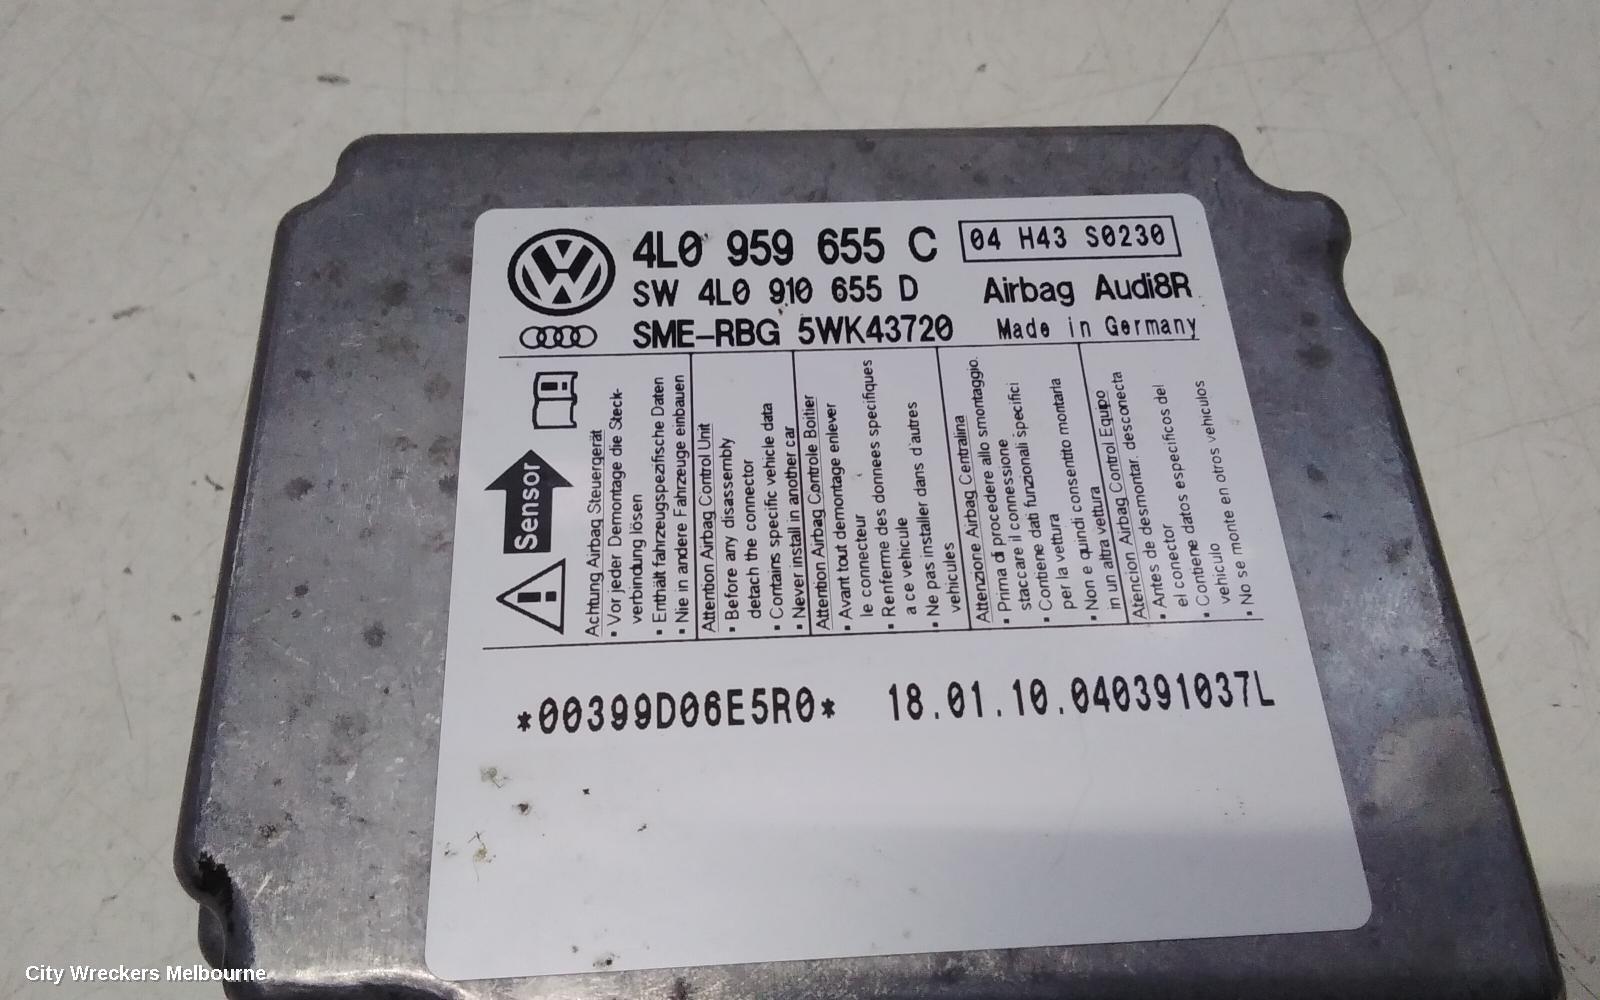 4L0 959 655 C
04 H43 S0230
SW 4L0 910 655 D
Airbag Audi8R
SME-RBG 5WK43720
Made in Germany
Sensor
Achtung Airbag Steuergerät
▪ Vor jeder Demontage die Steck-
verbindung lösen
▪ Enthält fahrzeugspezifische Daten
▪ Nie in andere Fahrzeuge einbauen
Attention Airbag Control Unit
▪ Before any disassembly
detach the connector
▪ Contains specific vehicle data
▪ Never install in another car
Attention Airbag Controle Boitier
▪ Avant tout demontage enlever
le connecteur
▪ Renferme des donnees specifiques
a ce vehicule
▪ Ne pas installer dans d'autres
vehicules
Attenzione Airbag Centralina
▪ Prima di procedere allo smontaggio.
staccare il connessione
▪ Contiene dati funzionali specifici
per la vettura
▪ Non e quindi consentito montarla
in un altra vettura
Atencion Airbag Control Equipo
▪ Antes de desmontar. desconecta
el conector
▪ Contiene datos especificos del
vehiculo
▪ No se monte en otros vehiculos
*00399D06E5R0*
18.01.10.040391037L
City Wreckers Melbourne